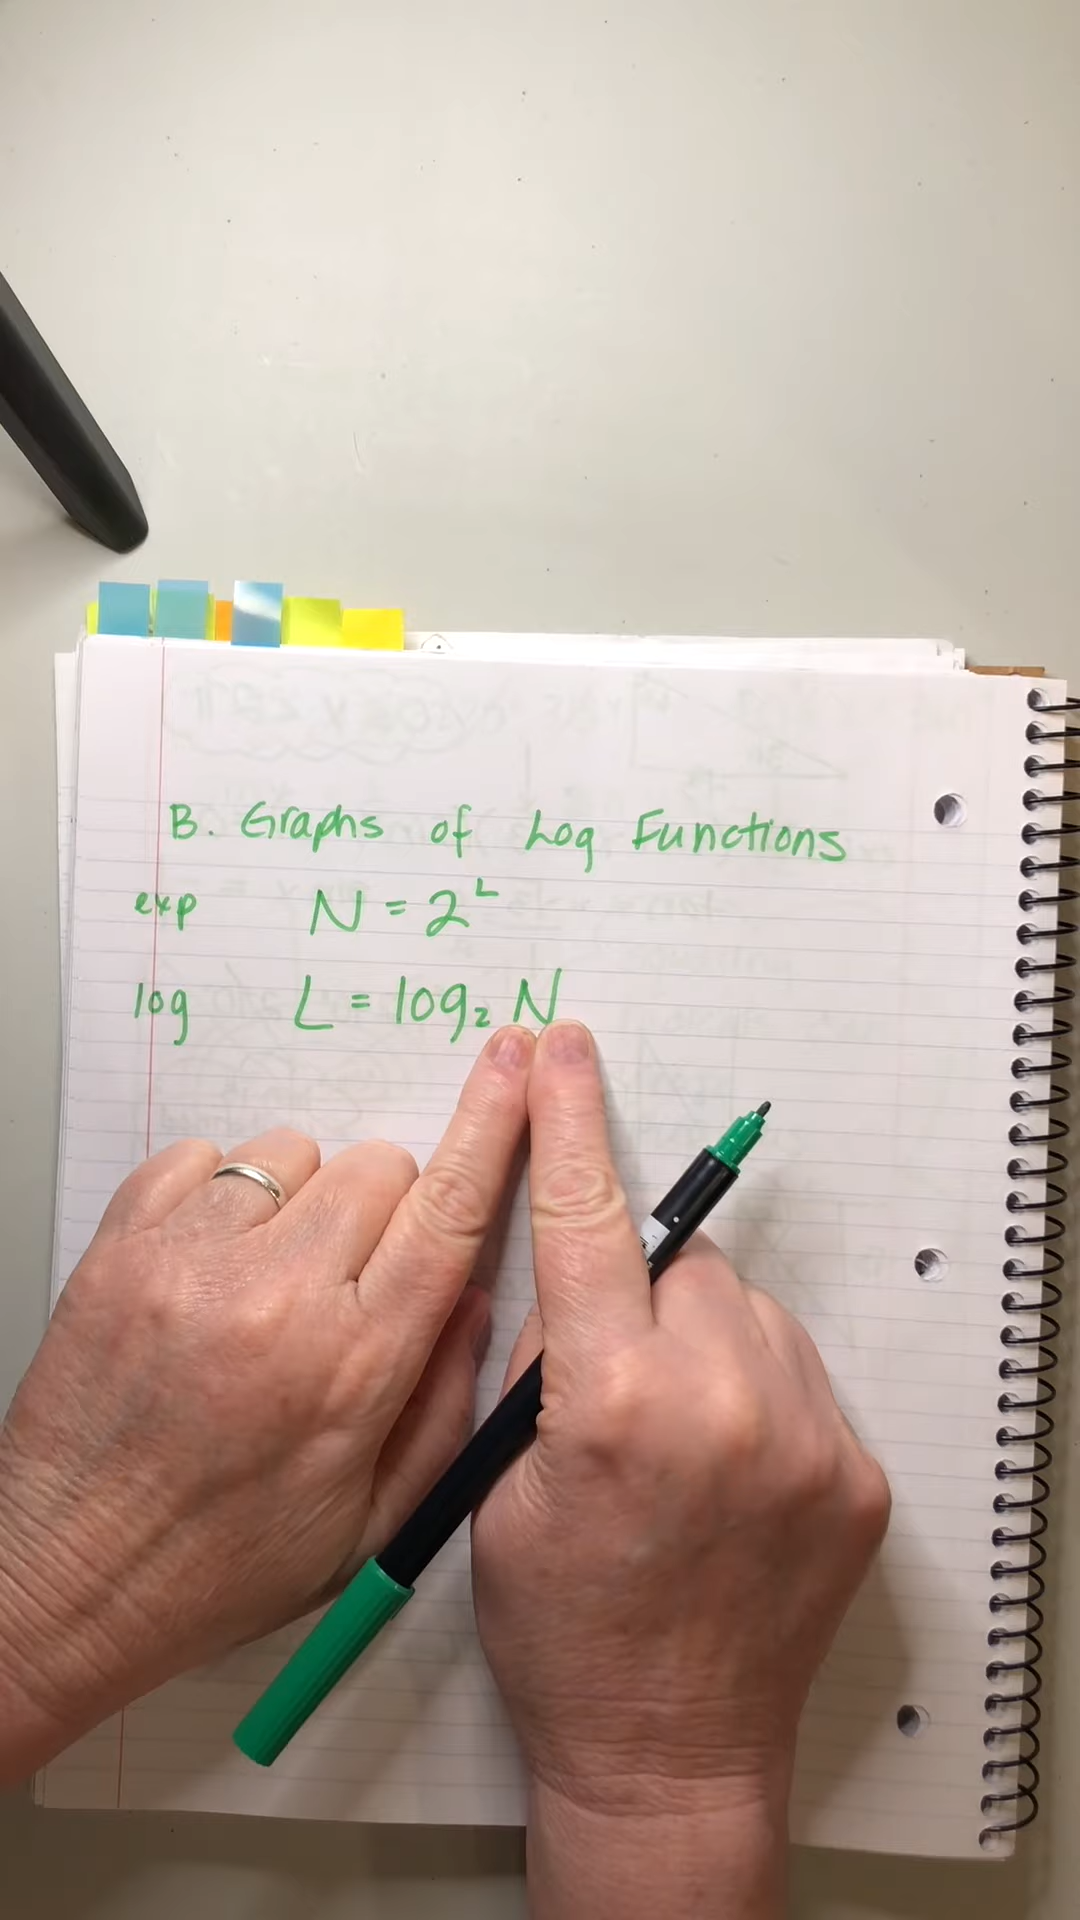 B. Graphs of Log Functions
exp N = 2^L
log L = log₂ N